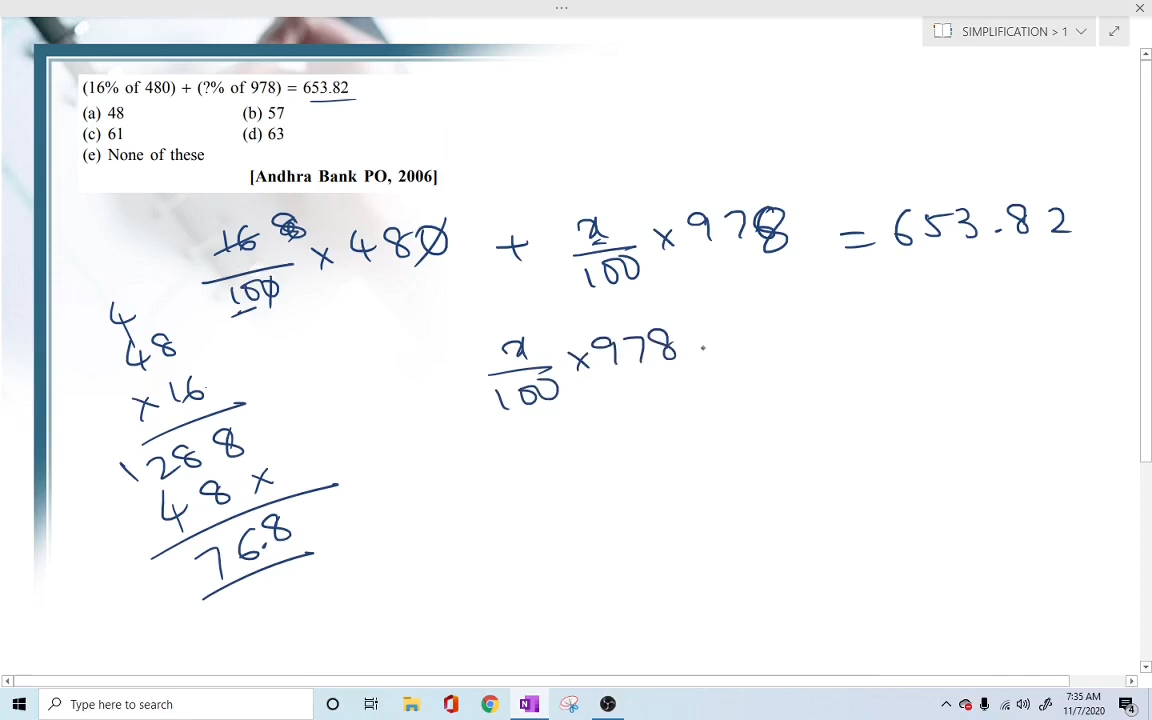 SIMPLIFICATION > 1
(16% of 480) + (?% of 978) = 653.82
(a) 48 (b) 57
(c) 61 (d) 63
(e) None of these
[Andhra Bank PO, 2006]
16 8 / 100 × 480 + x / 100 × 978 = 653.82
4
48
×16
288
48×
76.8
x / 100 × 978
Type here to search
7:35 AM
11/7/2020
4